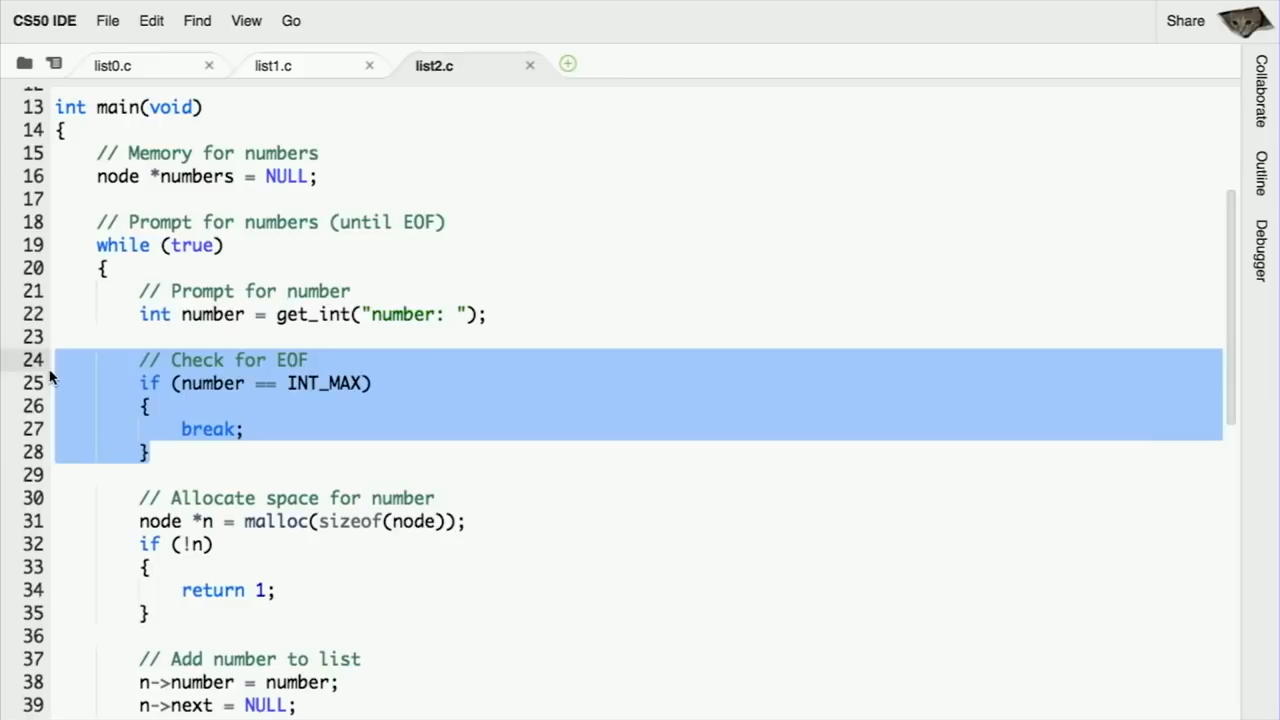 CS50 IDE File Edit Find View Go Share
list0.c × list1.c × list2.c ×
Collaborate
Outline
Debugger
12
13 int main(void)
14 {
15 // Memory for numbers
16 node *numbers = NULL;
17
18 // Prompt for numbers (until EOF)
19 while (true)
20 {
21 // Prompt for number
22 int number = get_int("number: ");
23
24 // Check for EOF
25 if (number == INT_MAX)
26 {
27 break;
28 }
29
30 // Allocate space for number
31 node *n = malloc(sizeof(node));
32 if (!n)
33 {
34 return 1;
35 }
36
37 // Add number to list
38 n->number = number;
39 n->next = NULL;